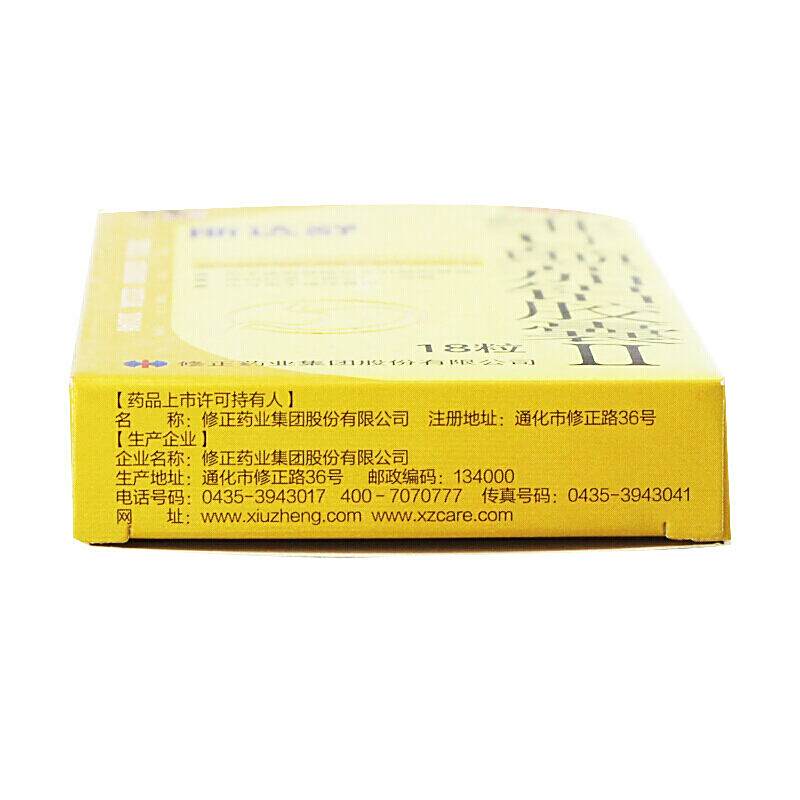 18粒
修正药业集团股份有限公司
胶囊
II
【药品上市许可持有人】
名　　称：修正药业集团股份有限公司　注册地址：通化市修正路36号
【生产企业】
企业名称：修正药业集团股份有限公司
生产地址：通化市修正路36号　邮政编码：134000
电话号码：0435-3943017　400-7070777　传真号码：0435-3943041
网　　址：www.xiuzheng.com www.xzcare.com